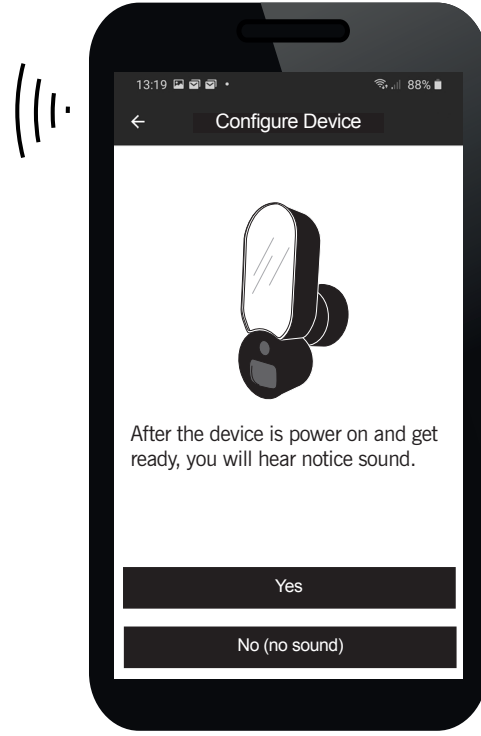 13:19
88%
Configure Device
After the device is power on and get
ready, you will hear notice sound.
Yes
No (no sound)